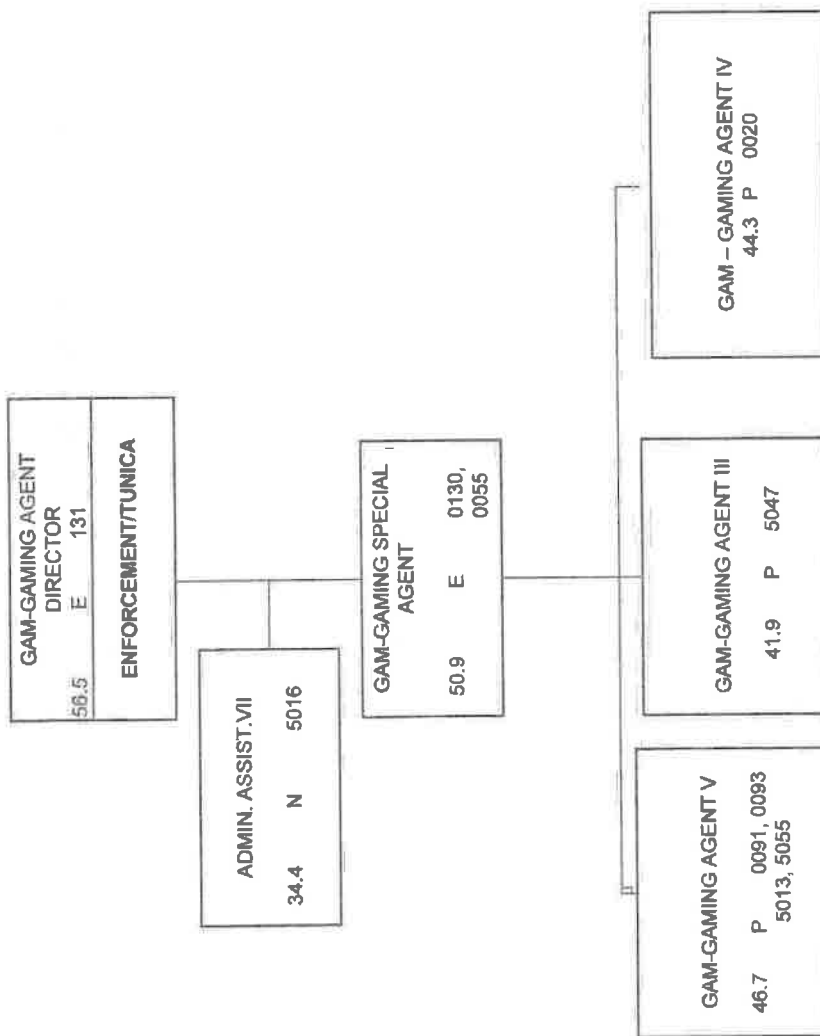 GAM-GAMING AGENT
DIRECTOR
56.5 E 131
ENFORCEMENT/TUNICA
ADMIN. ASSIST.VII
34.4 N 5016
GAM-GAMING SPECIAL
AGENT
50.9 E 0130,
0055
GAM-GAMING AGENT V
46.7 P 0091, 0093
5013, 5055
GAM-GAMING AGENT III
41.9 P 5047
GAM – GAMING AGENT IV
44.3 P 0020